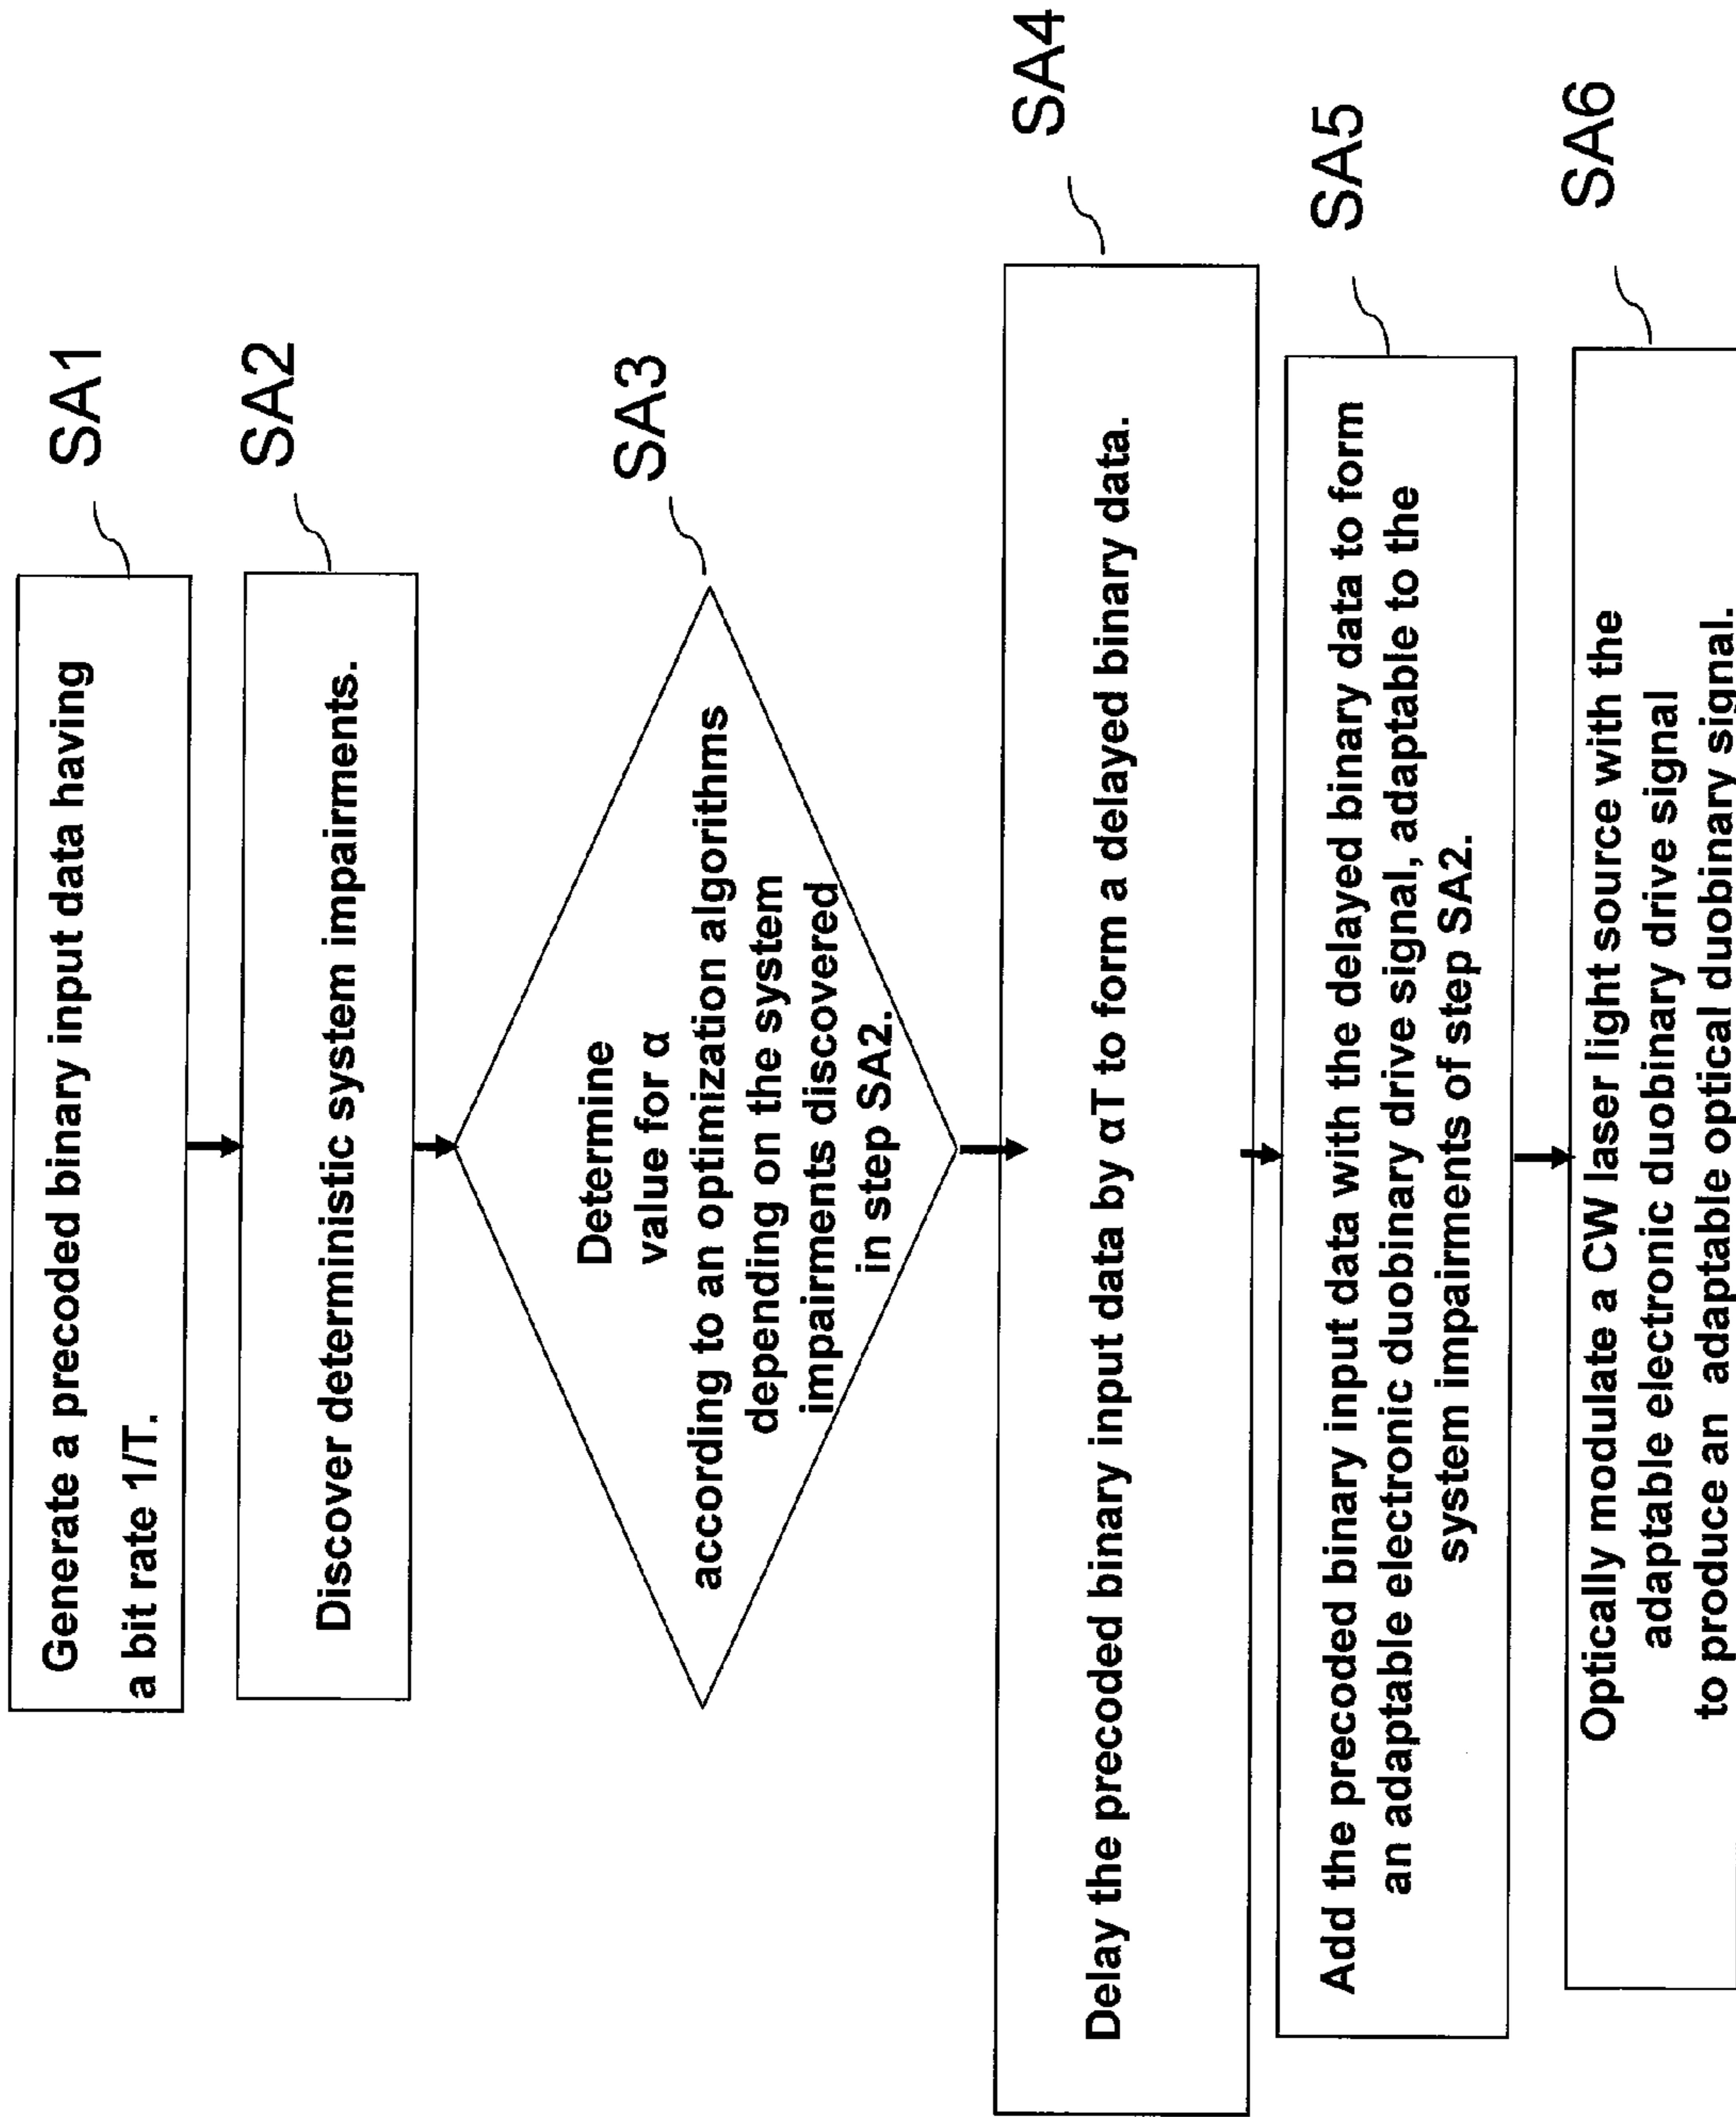 Generate a precoded binary input data having
a bit rate 1/T.
SA1
Discover deterministic system impairments.
SA2
Determine
value for α
according to an optimization algorithms
depending on the system
impairments discovered
in step SA2.
SA3
Delay the precoded binary input data by αT to form a delayed binary data.
SA4
Add the precoded binary input data with the delayed binary data to form
an adaptable electronic duobinary drive signal, adaptable to the
system impairments of step SA2.
SA5
Optically modulate a CW laser light source with the
adaptable electronic duobinary drive signal
to produce an adaptable optical duobinary signal.
SA6